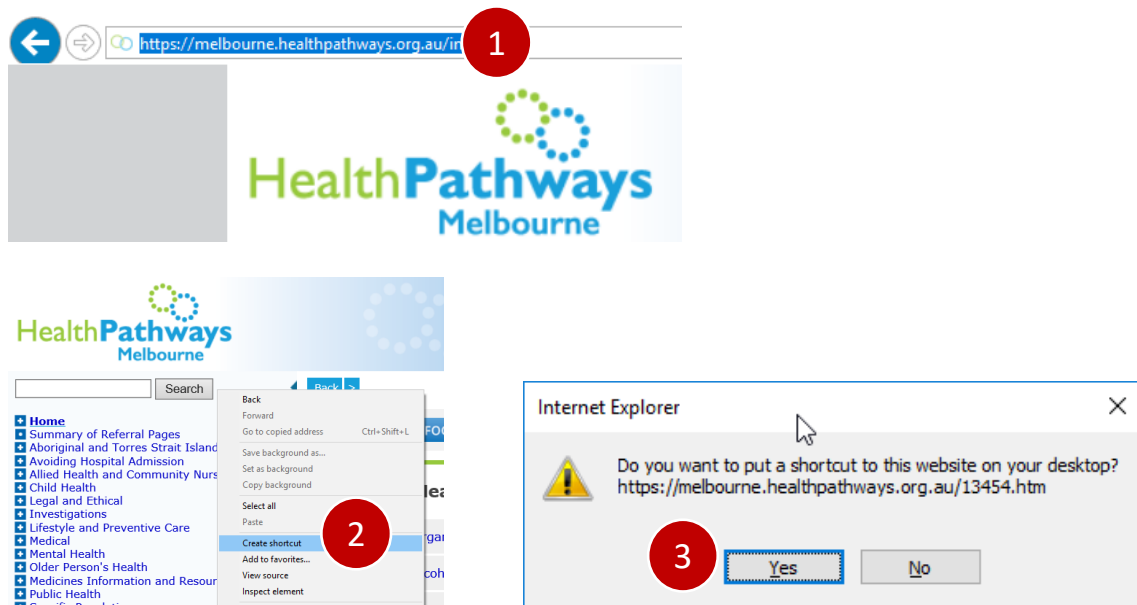 https://melbourne.healthpathways.org.au/in
1
HealthPathways
Melbourne
HealthPathways
Melbourne
Search
Back >
Home
Summary of Referral Pages
Aboriginal and Torres Strait Island
Avoiding Hospital Admission
Allied Health and Community Nurs
Child Health
Legal and Ethical
Investigations
Lifestyle and Preventive Care
Medical
Mental Health
Older Person's Health
Medicines Information and Resour
Public Health
Back
Forward
Go to copied address Ctrl+Shift+L
Save background as...
Set as background
Copy background
Select all
Paste
Create shortcut
Add to favorites...
View source
Inspect element
2
Internet Explorer
Do you want to put a shortcut to this website on your desktop?
https://melbourne.healthpathways.org.au/13454.htm
3
Yes
No